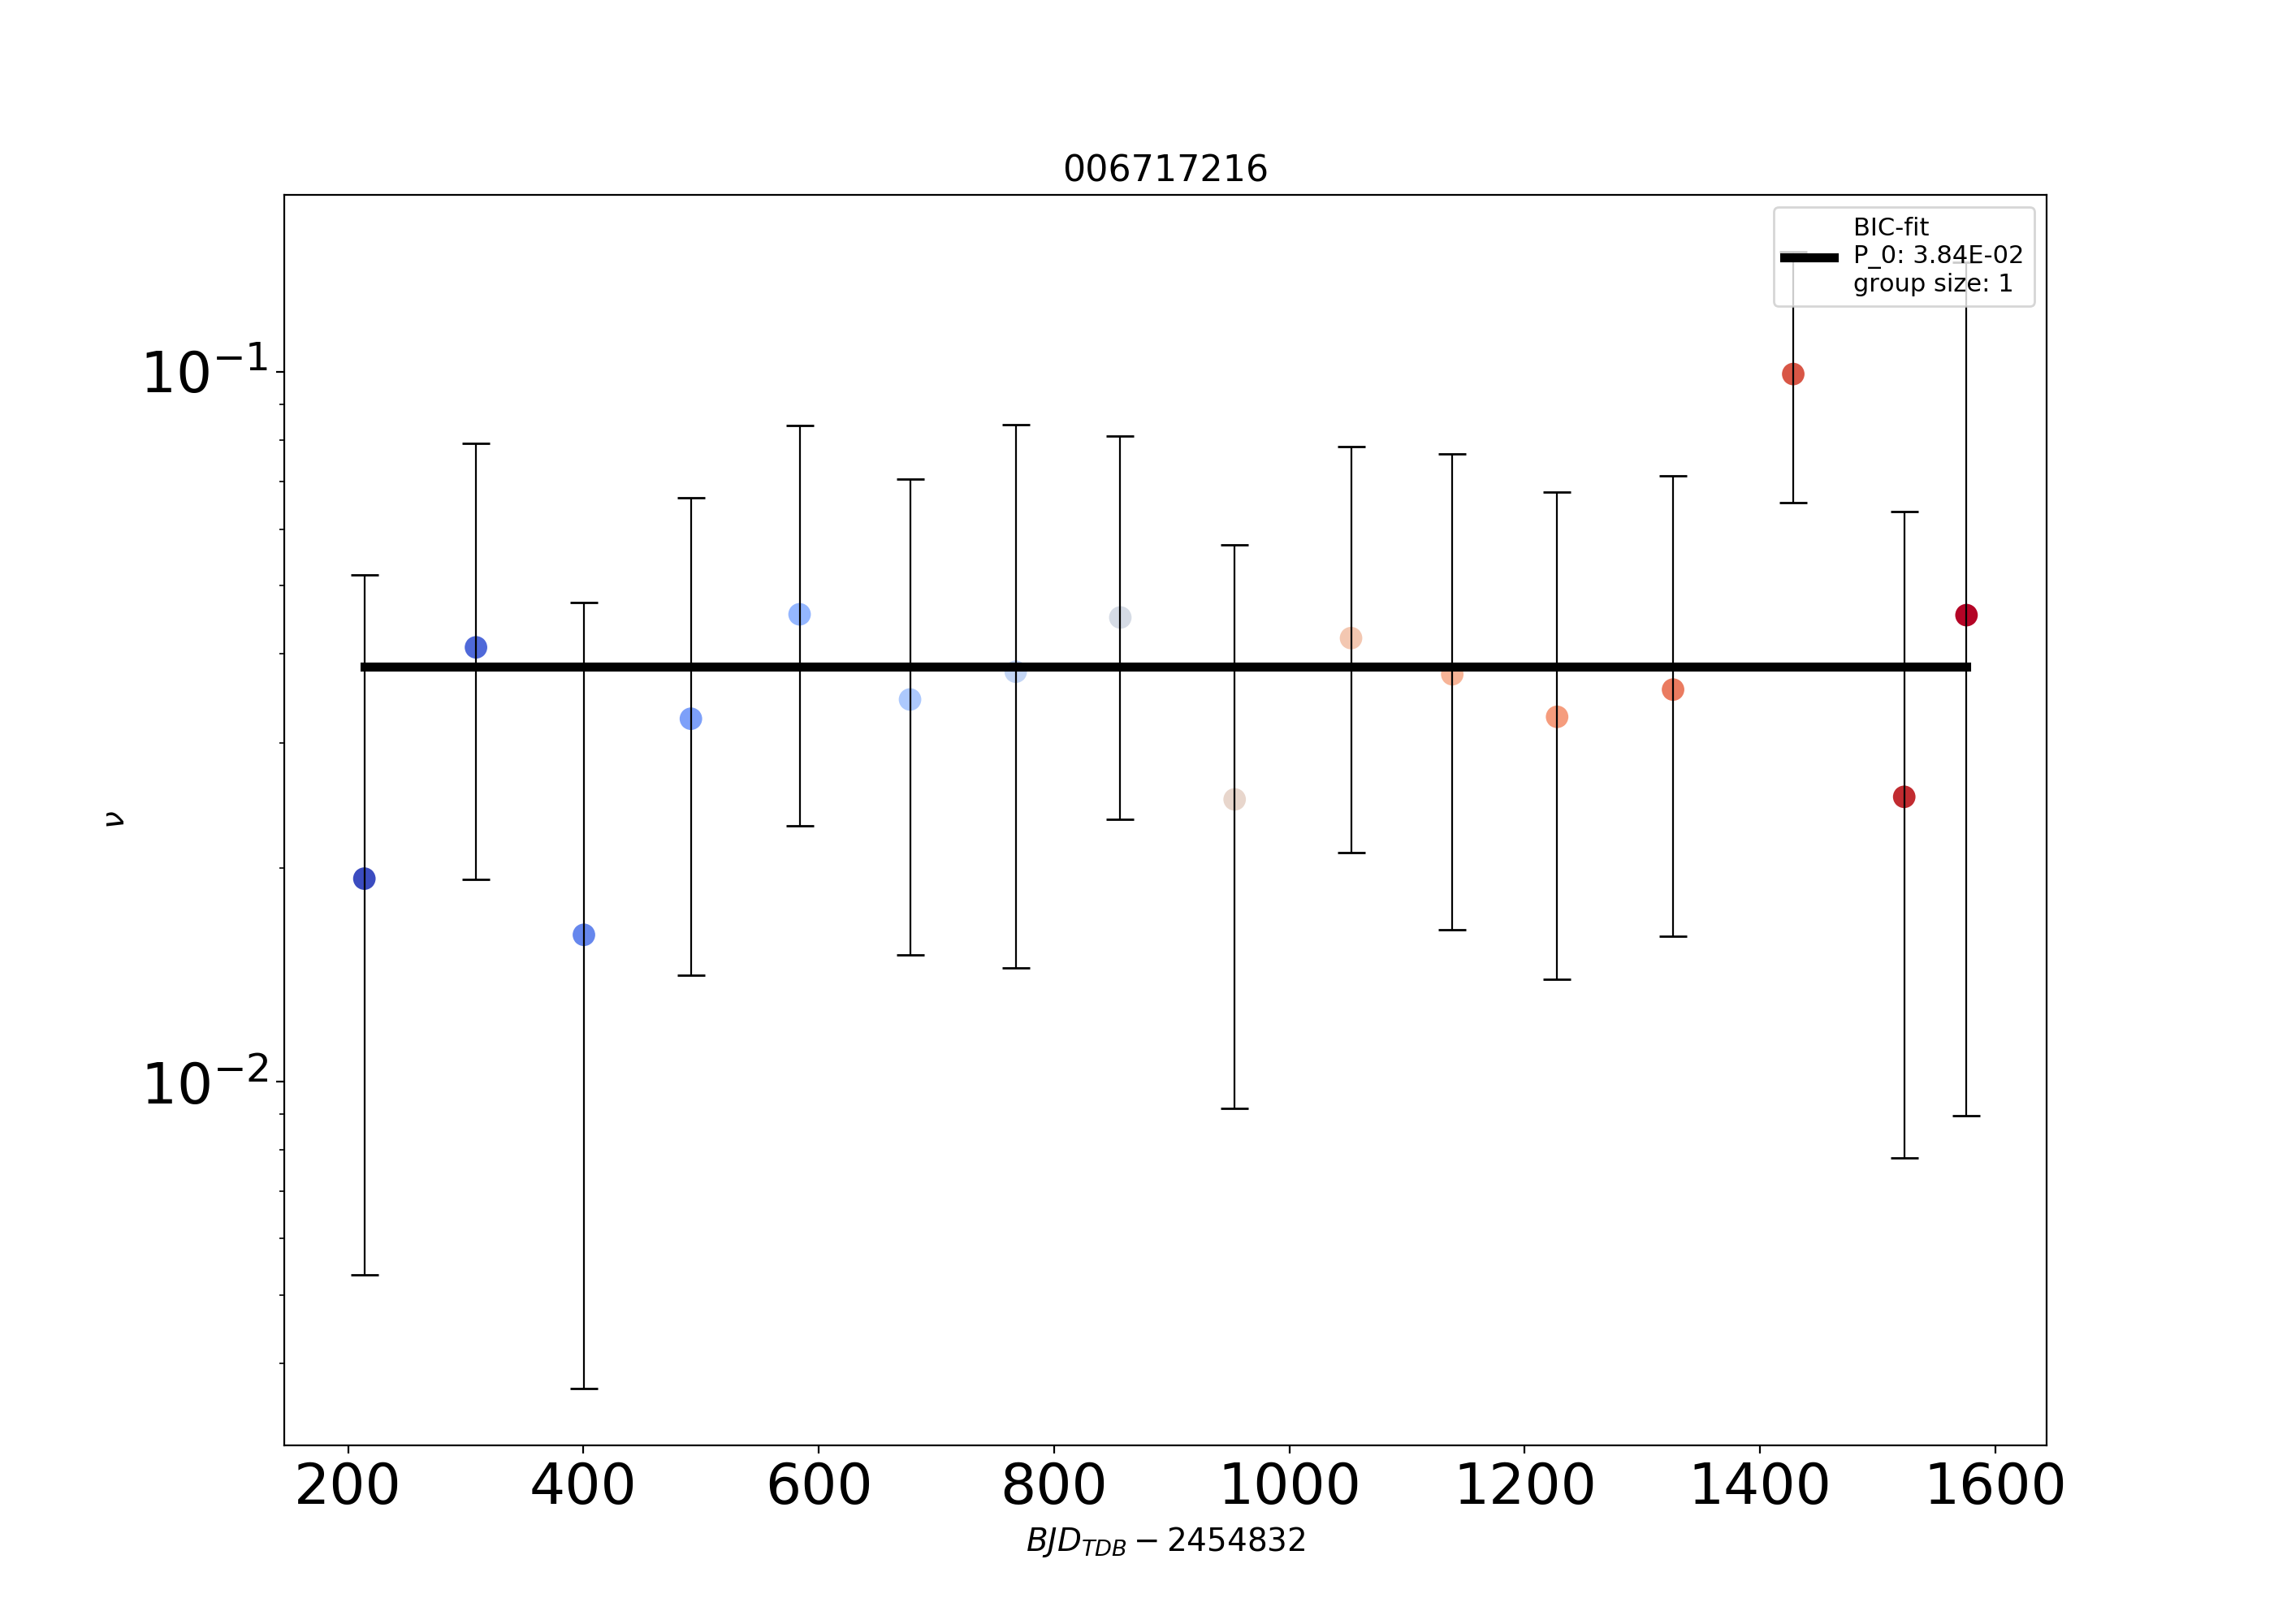 006717216
BIC-fit
P_0: 3.84E-02
group size: 1
10⁻¹
10⁻²
ν
200 400 600 800 1000 1200 1400 1600
BJD_TDB − 2454832